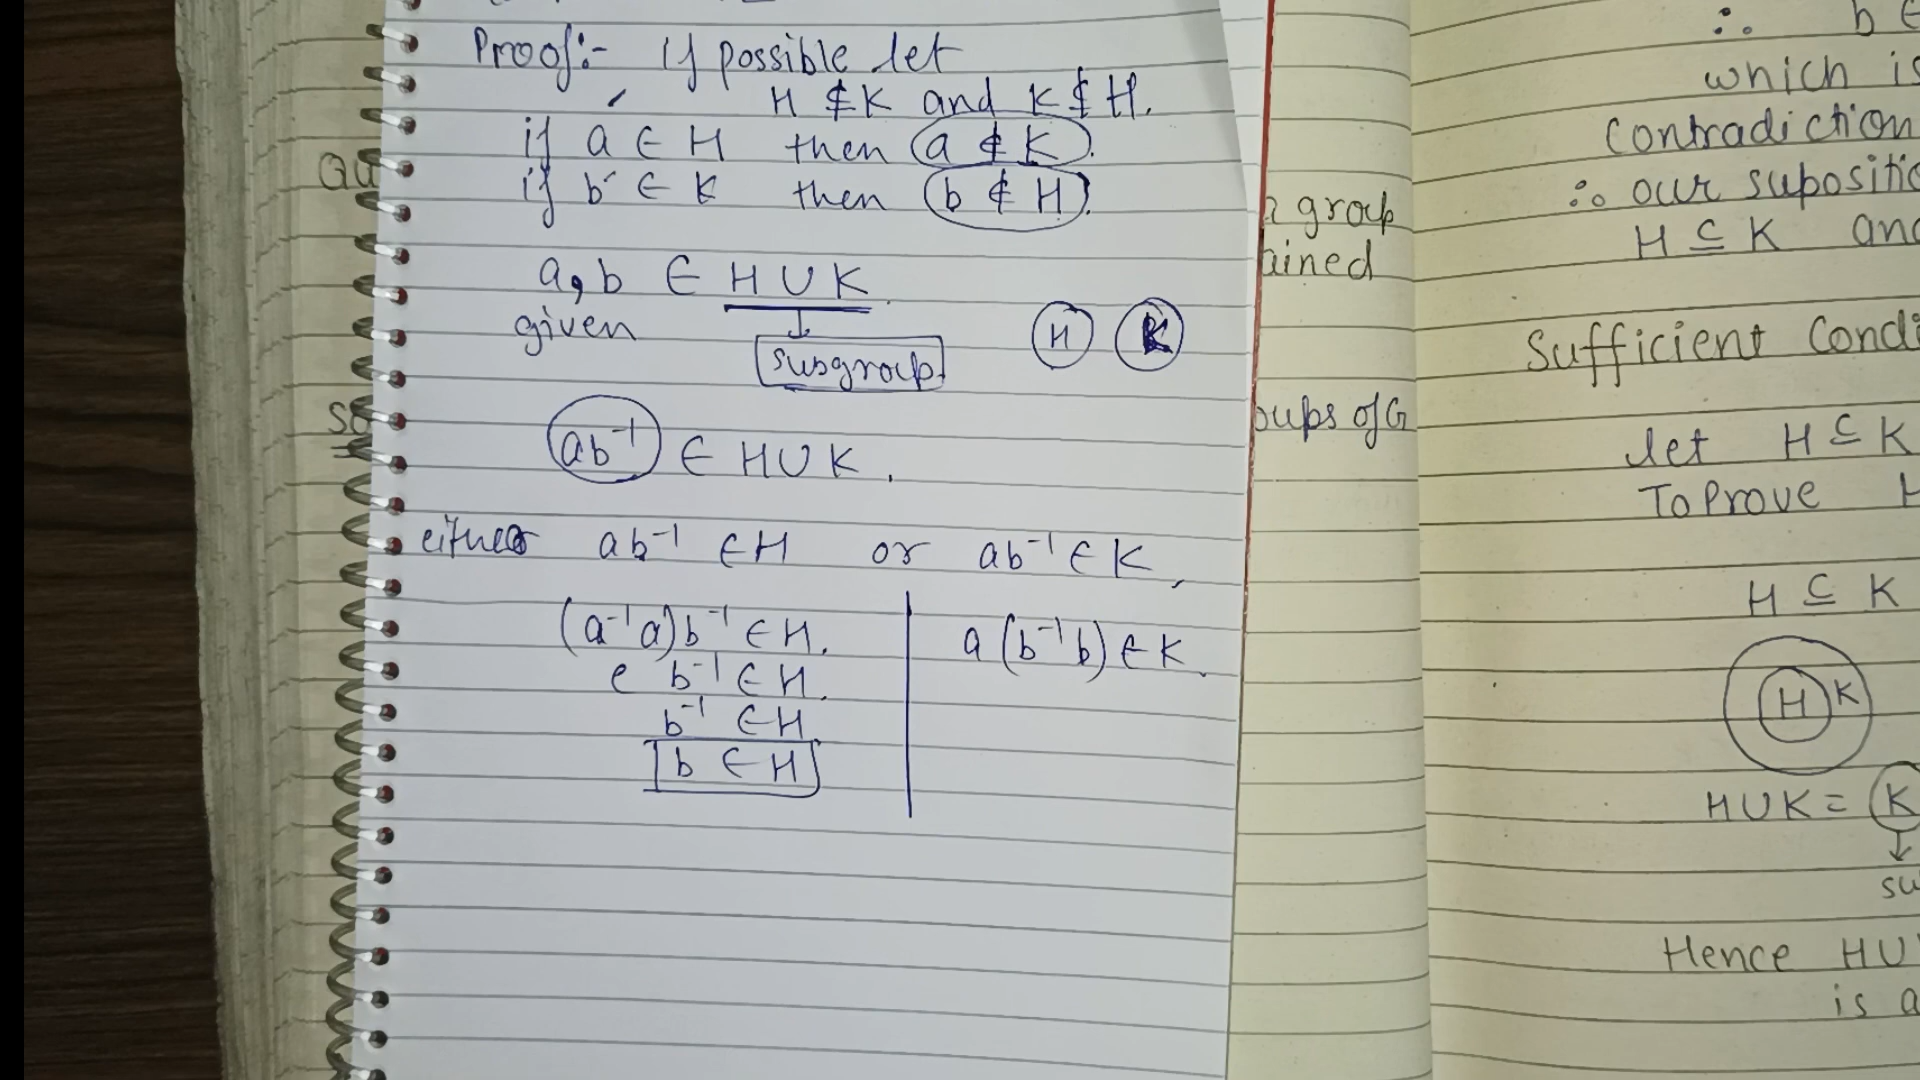 Proof:- if possible let
H ⊈ K and K ⊈ H.
if a ∈ H then a ∉ K.
if b ∈ K then b ∉ H.
a, b ∈ H ∪ K.
given
subgroup
H K
ab⁻¹ ∈ H ∪ K.
either ab⁻¹ ∈ H or ab⁻¹ ∈ K,
(a⁻¹a)b⁻¹ ∈ H.
e b⁻¹ ∈ H.
b⁻¹ ∈ H
b ∈ H
a(b⁻¹b) ∈ K.
group
ained
oups of G
∴ b ∈
which is
contradiction
∴ our supositio
H ⊆ K and
Sufficient Condi
let H ⊆ K
To Prove H
H ⊆ K
H K
H ∪ K = K
su
Hence H ∪
is a